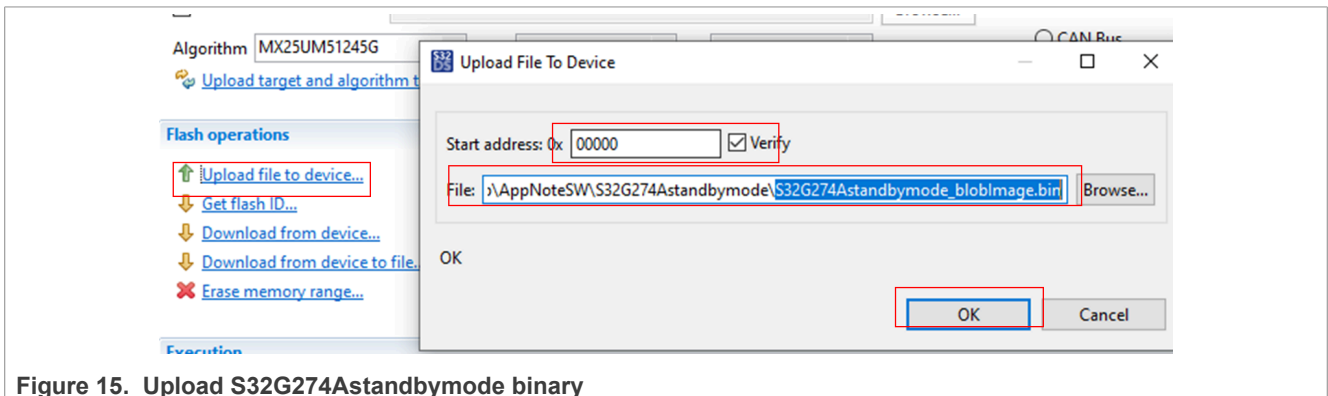 Algorithm MX25UM51245G
CAN Bus
Upload target and algorithm t
S32 DS Upload File To Device
Flash operations
Start address: 0x 00000 Verify
Upload file to device...
File: \AppNoteSW\S32G274Astandbymode\S32G274Astandbymode_blobImage.bin Browse...
Get flash ID...
Download from device...
Download from device to file..
OK
Erase memory range...
OK Cancel
Execution
Figure 15. Upload S32G274Astandbymode binary